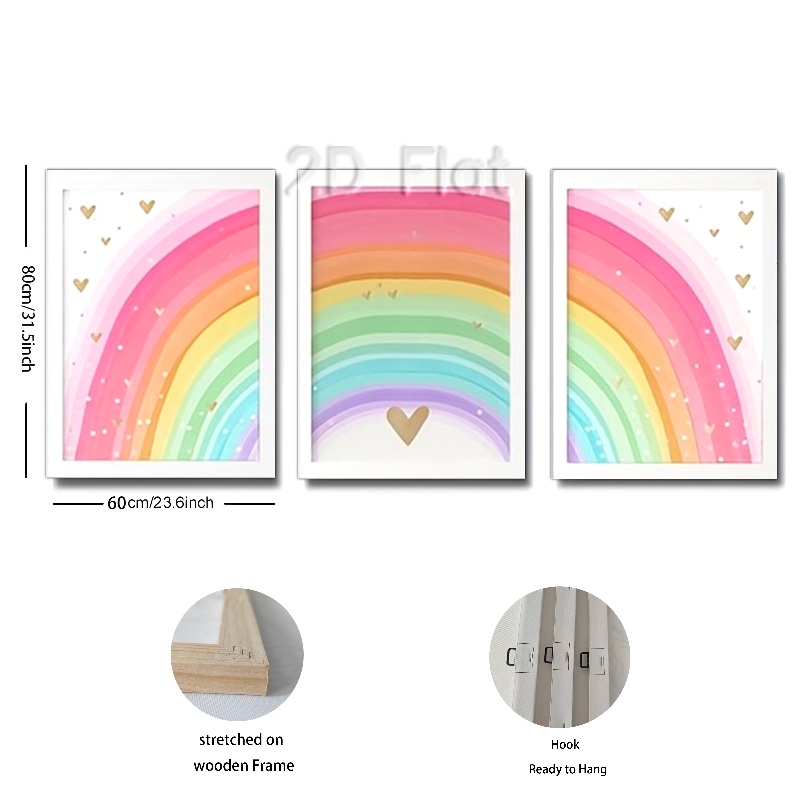 2D Flat
80cm/31.5inch
60cm/23.6inch
stretched on
wooden Frame
Hook
Ready to Hang